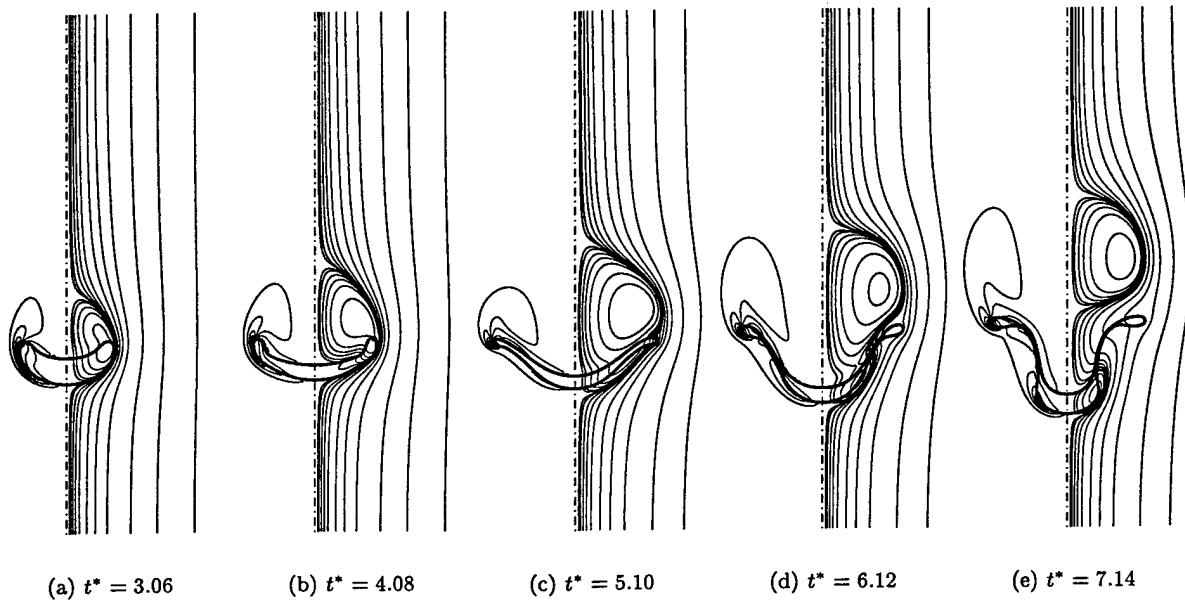 (a) t* = 3.06
(b) t* = 4.08
(c) t* = 5.10
(d) t* = 6.12
(e) t* = 7.14